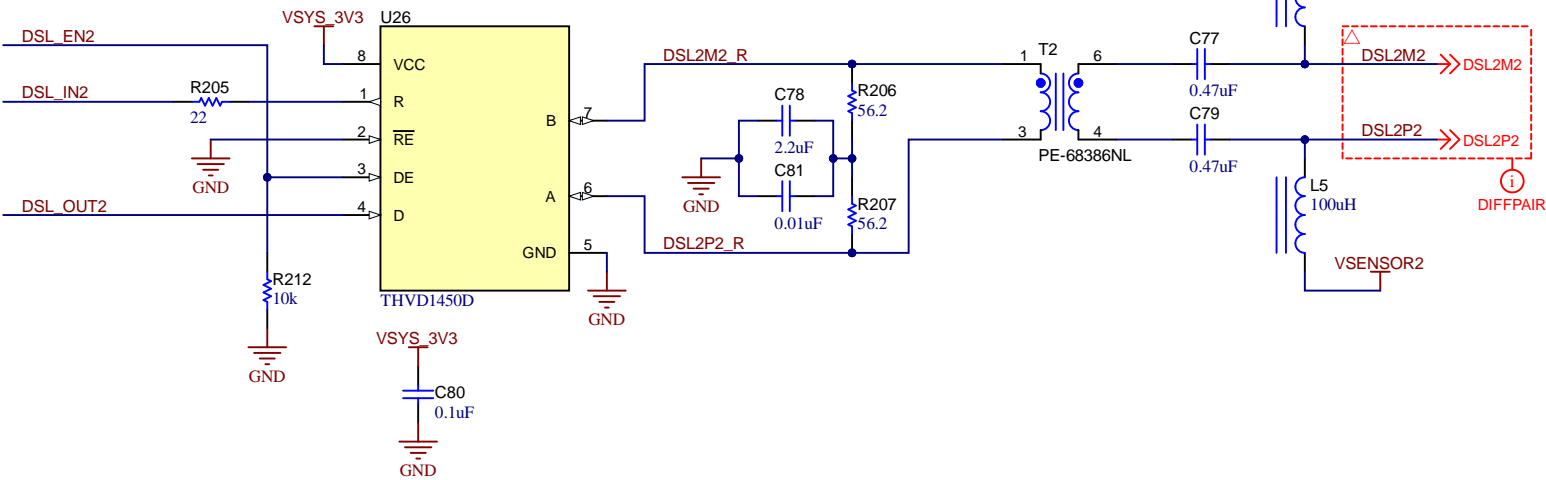 VSYS_3V3
U26
DSL_EN2
8
VCC
DSL_IN2
R205
22
1
R
2
RE
GND
3
DE
DSL_OUT2
4
D
B
7
A
6
GND
5
GND
THVD1450D
R212
10k
GND
VSYS_3V3
C80
0.1uF
GND
DSL2M2_R
C78
2.2uF
C81
0.01uF
GND
R206
56.2
R207
56.2
DSL2P2_R
T2
1
6
3
4
PE-68386NL
C77
0.47uF
C79
0.47uF
DSL2M2
DSL2M2
DSL2P2
DSL2P2
i
DIFFPAIR
L5
100uH
VSENSOR2